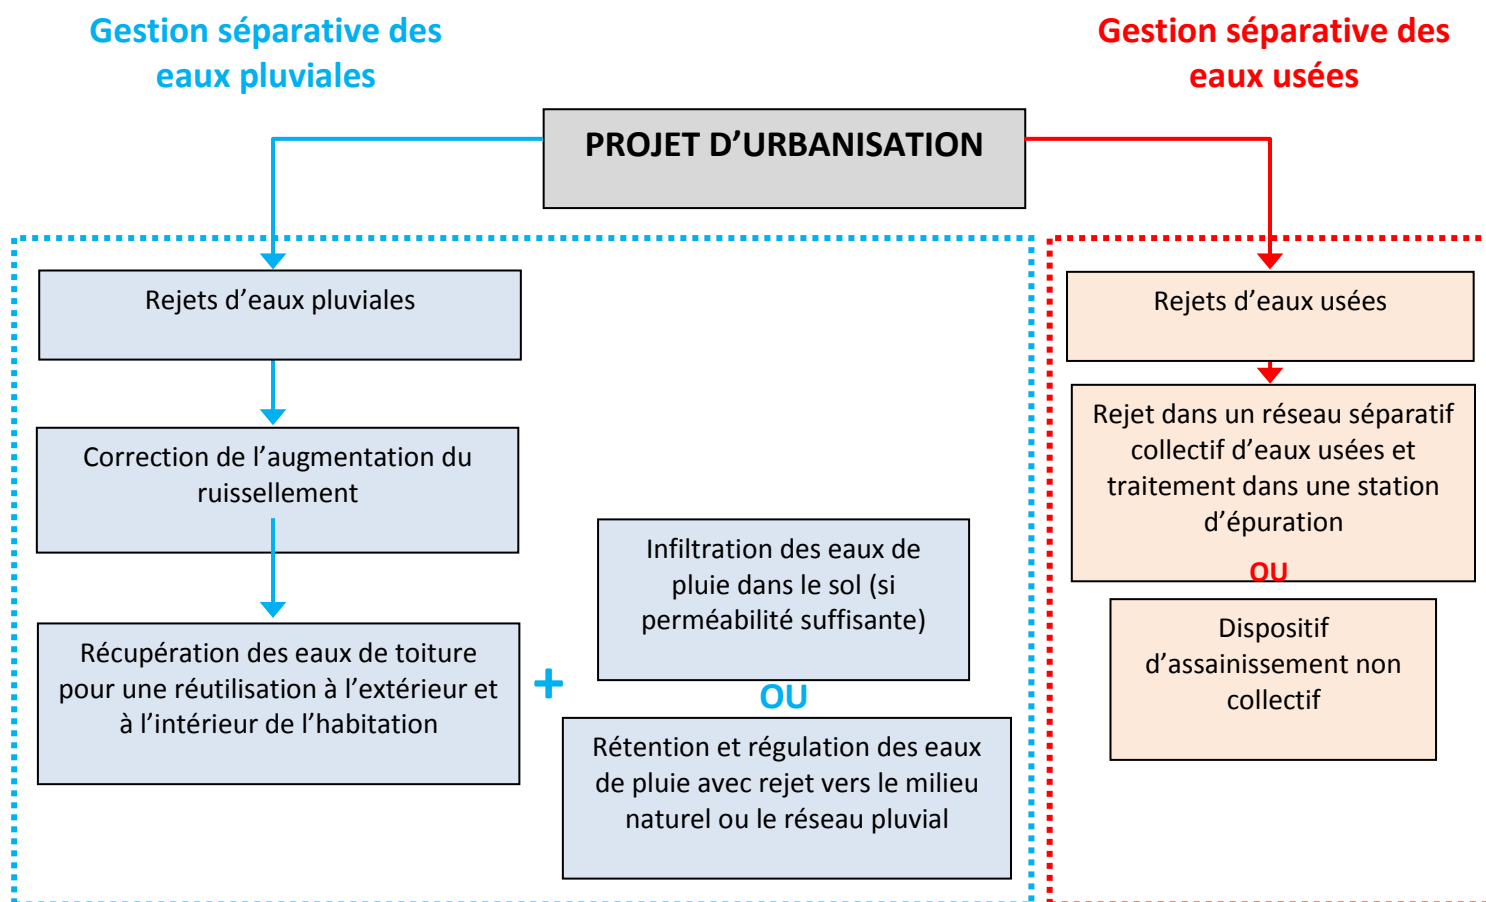 Gestion séparative des
eaux pluviales
Gestion séparative des
eaux usées
PROJET D’URBANISATION
Rejets d’eaux pluviales
Correction de l’augmentation du
ruissellement
Récupération des eaux de toiture
pour une réutilisation à l’extérieur et
à l’intérieur de l’habitation
+
Infiltration des eaux de
pluie dans le sol (si
perméabilité suffisante)
OU
Rétention et régulation des eaux
de pluie avec rejet vers le milieu
naturel ou le réseau pluvial
Rejets d’eaux usées
Rejet dans un réseau séparatif
collectif d’eaux usées et
traitement dans une station
d’épuration
OU
Dispositif
d’assainissement non
collectif